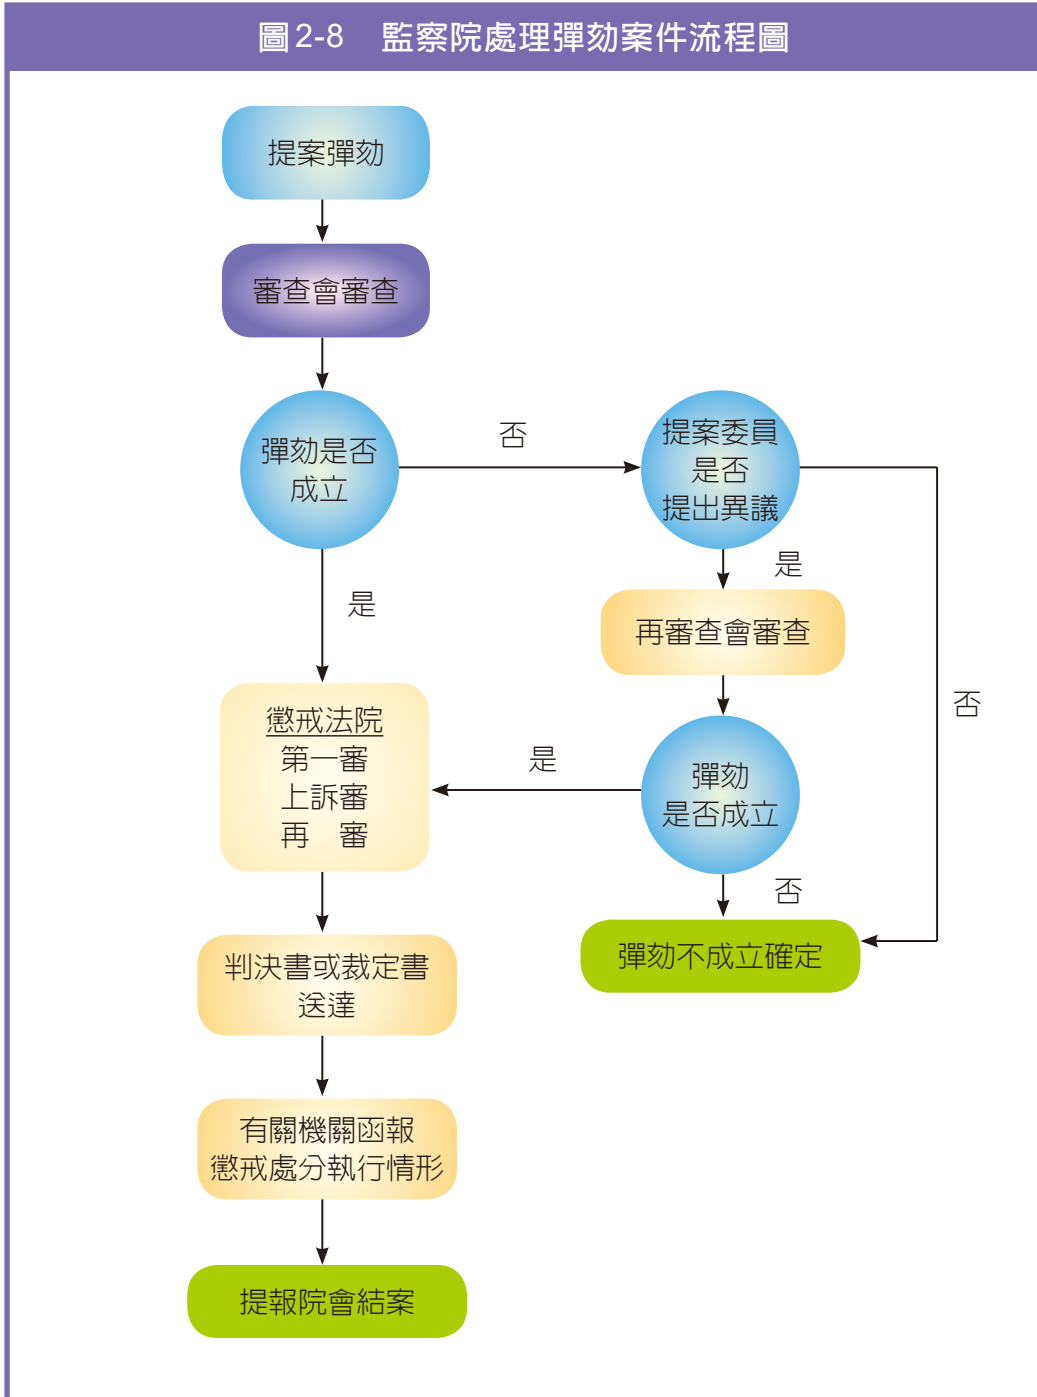 圖2-8　監察院處理彈劾案件流程圖
提案彈劾
審查會審查
彈劾是否
成立
否
提案委員
是否
提出異議
是
是
再審查會審查
否
懲戒法院
第一審
上訴審
再　審
是
彈劾
是否成立
否
彈劾不成立確定
判決書或裁定書
送達
有關機關函報
懲戒處分執行情形
提報院會結案